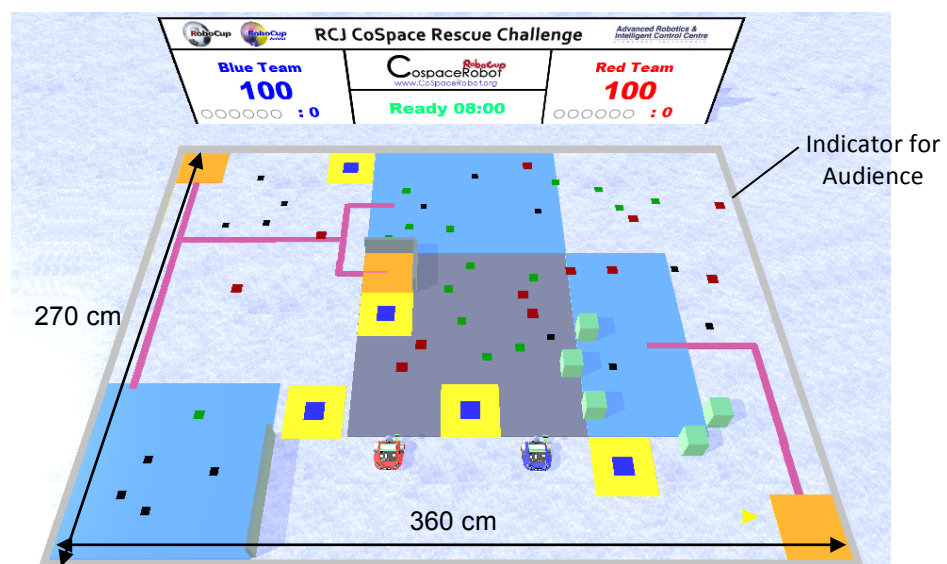 RoboCup
RoboCup
Junior
RCJ CoSpace Rescue Challenge
Advanced Robotics &
Intelligent Control Centre
Blue Team
100
: 0
RoboCup
CospaceRobot
www.CoSpaceRobot.org
Ready 08:00
Red Team
100
: 0
Indicator for
Audience
270 cm
360 cm